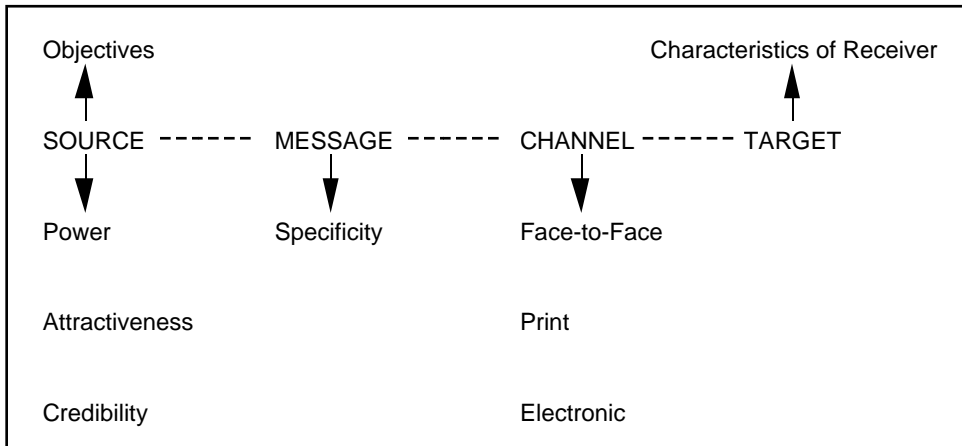 Objectives Characteristics of Receiver
SOURCE MESSAGE CHANNEL TARGET
Power Specificity Face-to-Face
Attractiveness Print
Credibility Electronic